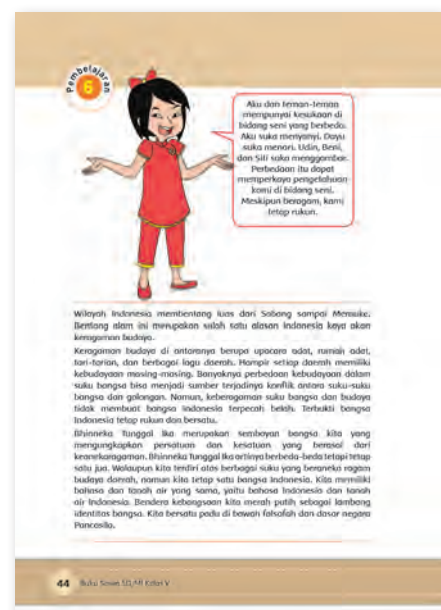 Pembelajaran
6
Aku dan teman-teman
mempunyai kesukaan di
bidang seni yang berbeda.
Aku suka menyanyi. Dayu
suka menari. Udin, Beni,
dan Siti suka menggambar.
Perbedaan itu dapat
memperkaya pengetahuan
kami di bidang seni.
Meskipun beragam, kami
tetap rukun.
Wilayah Indonesia membentang luas dari Sabang sampai Merauke.
Bentang alam ini merupakan salah satu alasan Indonesia kaya akan
keragaman budaya.
Keragaman budaya di antaranya berupa upacara adat, rumah adat,
tari-tarian, dan berbagai lagu daerah. Hampir setiap daerah memiliki
kebudayaan masing-masing. Banyaknya perbedaan kebudayaan dalam
suku bangsa bisa menjadi sumber terjadinya konflik antara suku-suku
bangsa dan golongan. Namun, keberagaman suku bangsa dan budaya
tidak membuat bangsa Indonesia terpecah belah. Terbukti bangsa
Indonesia tetap rukun dan bersatu.
Bhinneka Tunggal Ika merupakan semboyan bangsa kita yang
mengungkapkan persatuan dan kesatuan yang berasal dari
keanekaragaman. Bhinneka Tunggal Ika artinya berbeda-beda tetapi tetap
satu jua. Walaupun kita terdiri atas berbagai suku yang beraneka ragam
budaya daerah, namun kita tetap satu bangsa Indonesia. Kita memiliki
bahasa dan tanah air yang sama, yaitu bahasa Indonesia dan tanah
air Indonesia. Bendera kebangsaan kita merah putih sebagai lambang
identitas bangsa. Kita bersatu padu di bawah falsafah dan dasar negara
Pancasila.
44 Buku Siswa SD/MI Kelas V